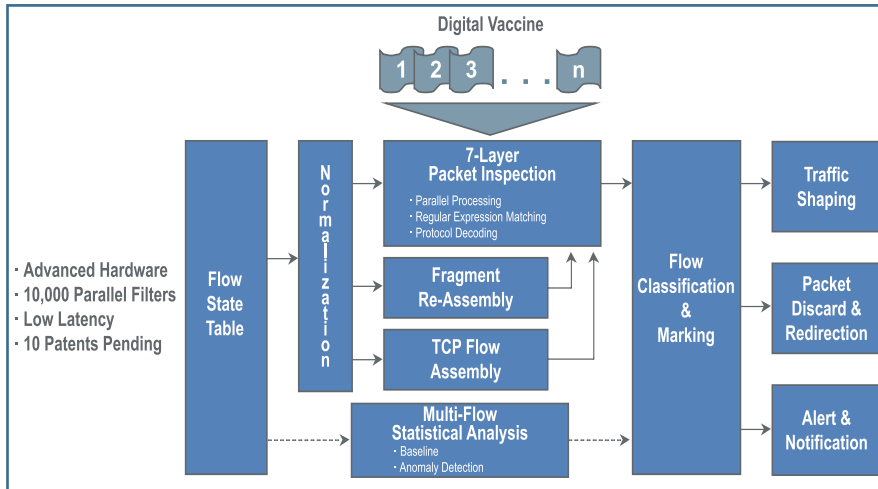 Digital Vaccine
1 2 3 . . . n
· Advanced Hardware
· 10,000 Parallel Filters
· Low Latency
· 10 Patents Pending
Flow
State
Table
Normalization
7-Layer
Packet Inspection
· Parallel Processing
· Regular Expression Matching
· Protocol Decoding
Fragment
Re-Assembly
TCP Flow
Assembly
Multi-Flow
Statistical Analysis
· Baseline
· Anomaly Detection
Flow
Classification
&
Marking
Traffic
Shaping
Packet
Discard &
Redirection
Alert &
Notification